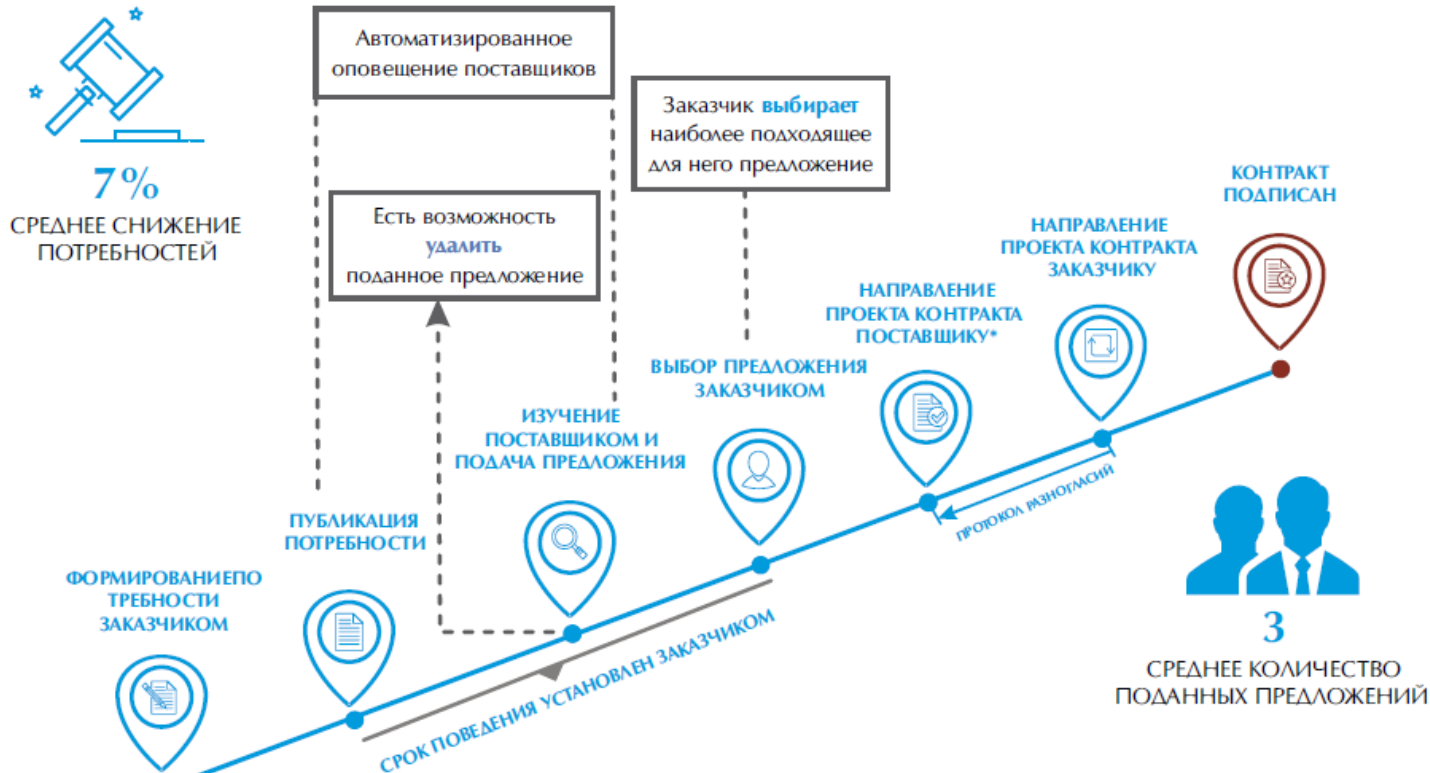 Автоматизированное
оповещение поставщиков
Заказчик выбирает
наиболее подходящее
для него предложение
7%
СРЕДНЕЕ СНИЖЕНИЕ
ПОТРЕБНОСТЕЙ
Есть возможность
удалить
поданное предложение
КОНТРАКТ
ПОДПИСАН
НАПРАВЛЕНИЕ
ПРОЕКТА КОНТРАКТА
ЗАКАЗЧИКУ
НАПРАВЛЕНИЕ
ПРОЕКТА КОНТРАКТА
ПОСТАВЩИКУ*
ВЫБОР ПРЕДЛОЖЕНИЯ
ЗАКАЗЧИКОМ
ИЗУЧЕНИЕ
ПОСТАВЩИКОМ И
ПОДАЧА ПРЕДЛОЖЕНИЯ
ПУБЛИКАЦИЯ
ПОТРЕБНОСТИ
ФОРМИРОВАНИЕПО
ТРЕБНОСТИ
ЗАКАЗЧИКОМ
ПРОТОКОЛ РАЗНОГЛАСИЙ
СРОК ПОВЕДЕНИЯ УСТАНОВЛЕН ЗАКАЗЧИКОМ
3
СРЕДНЕЕ КОЛИЧЕСТВО
ПОДАННЫХ ПРЕДЛОЖЕНИЙ